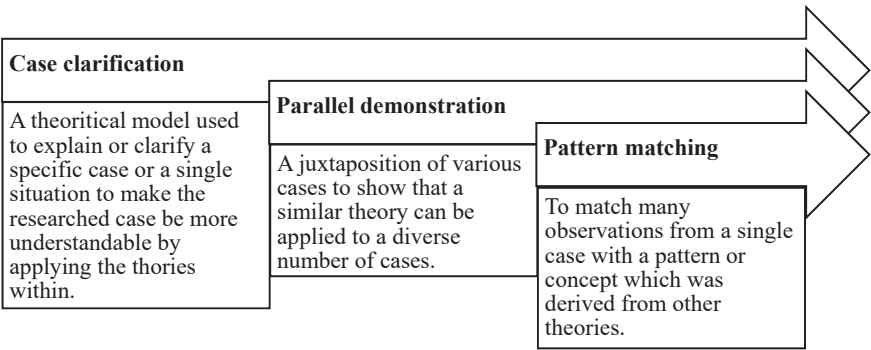 Case clarification
A theoritical model used
to explain or clarify a
specific case or a single
situation to make the
researched case be more
understandable by
applying the thories
within.
Parallel demonstration
A juxtaposition of various
cases to show that a
similar theory can be
applied to a diverse
number of cases.
Pattern matching
To match many
observations from a single
case with a pattern or
concept which was
derived from other
theories.